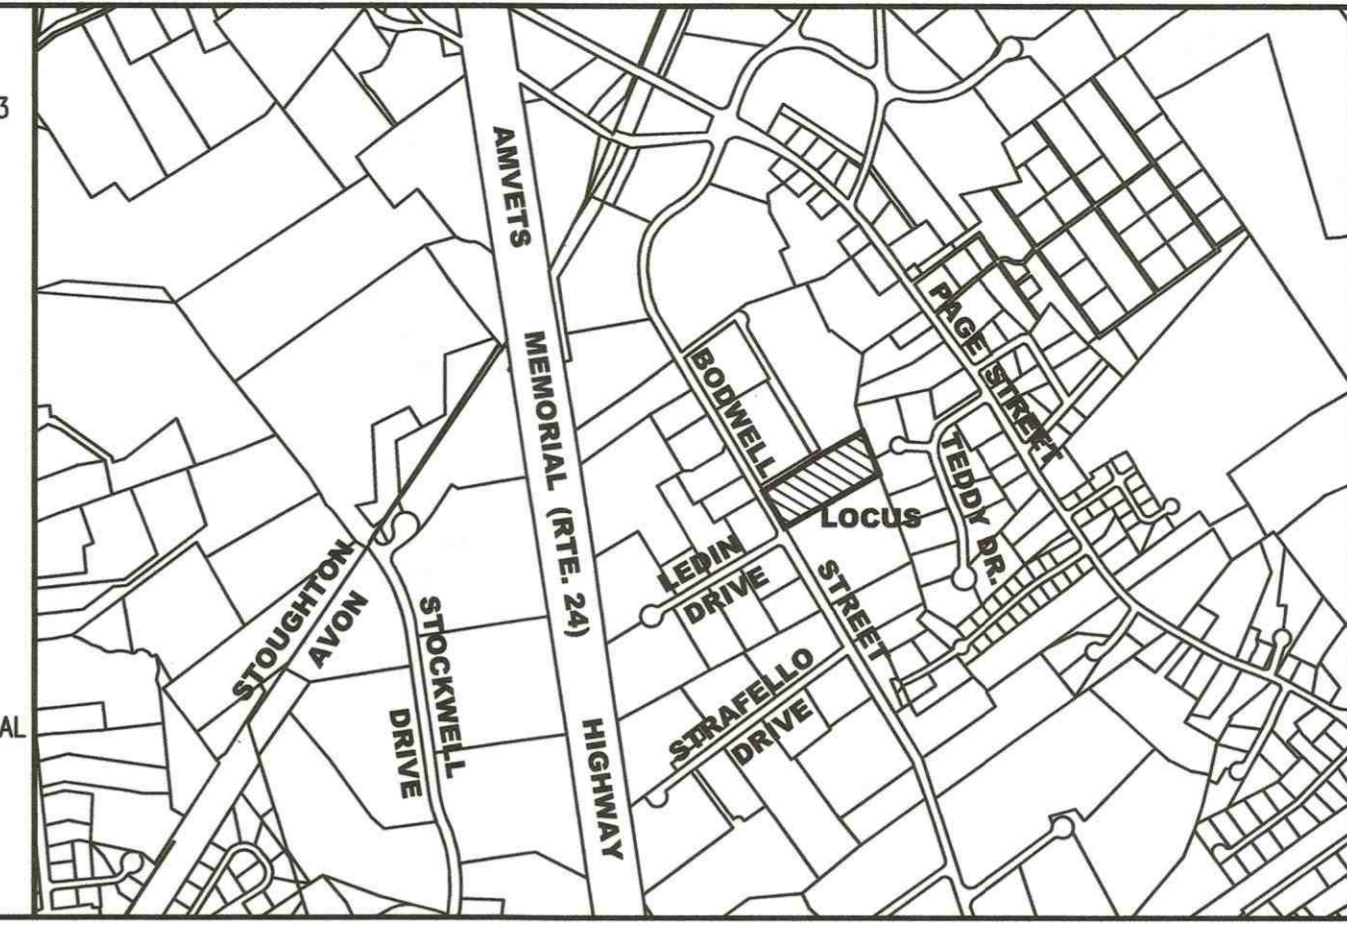 3
AL
AMVETS MEMORIAL (RTE. 24) HIGHWAY
PAGE STREET
BODWELL STREET
TEDDY DR.
LOCUS
LEDIN
DRIVE
STOUGHTON
AVON
STOCKWELL
DRIVE
STRAFELLO
DRIVE